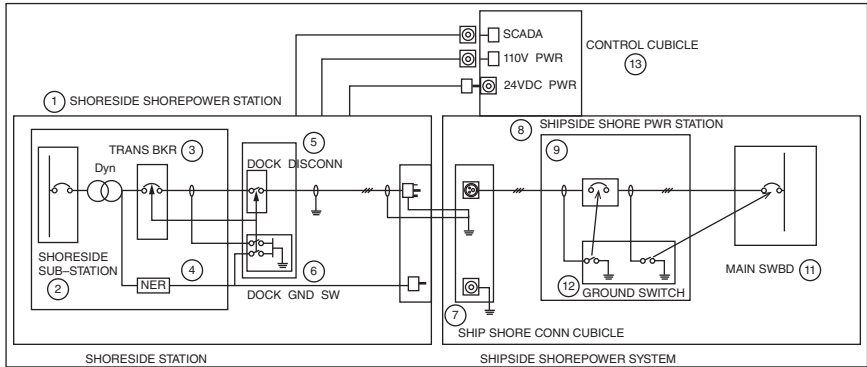 SCADA
110V PWR
24VDC PWR
CONTROL CUBICLE
13
1 SHORESIDE SHOREPOWER STATION
8 SHIPSIDE SHORE PWR STATION
TRANS BKR 3
5
DOCK DISCONN
9
Dyn
SHORESIDE
SUB–STATION
2
NER
4
6
DOCK GND SW
7
SHIP SHORE CONN CUBICLE
12 GROUND SWITCH
MAIN SWBD 11
SHORESIDE STATION
SHIPSIDE SHOREPOWER SYSTEM